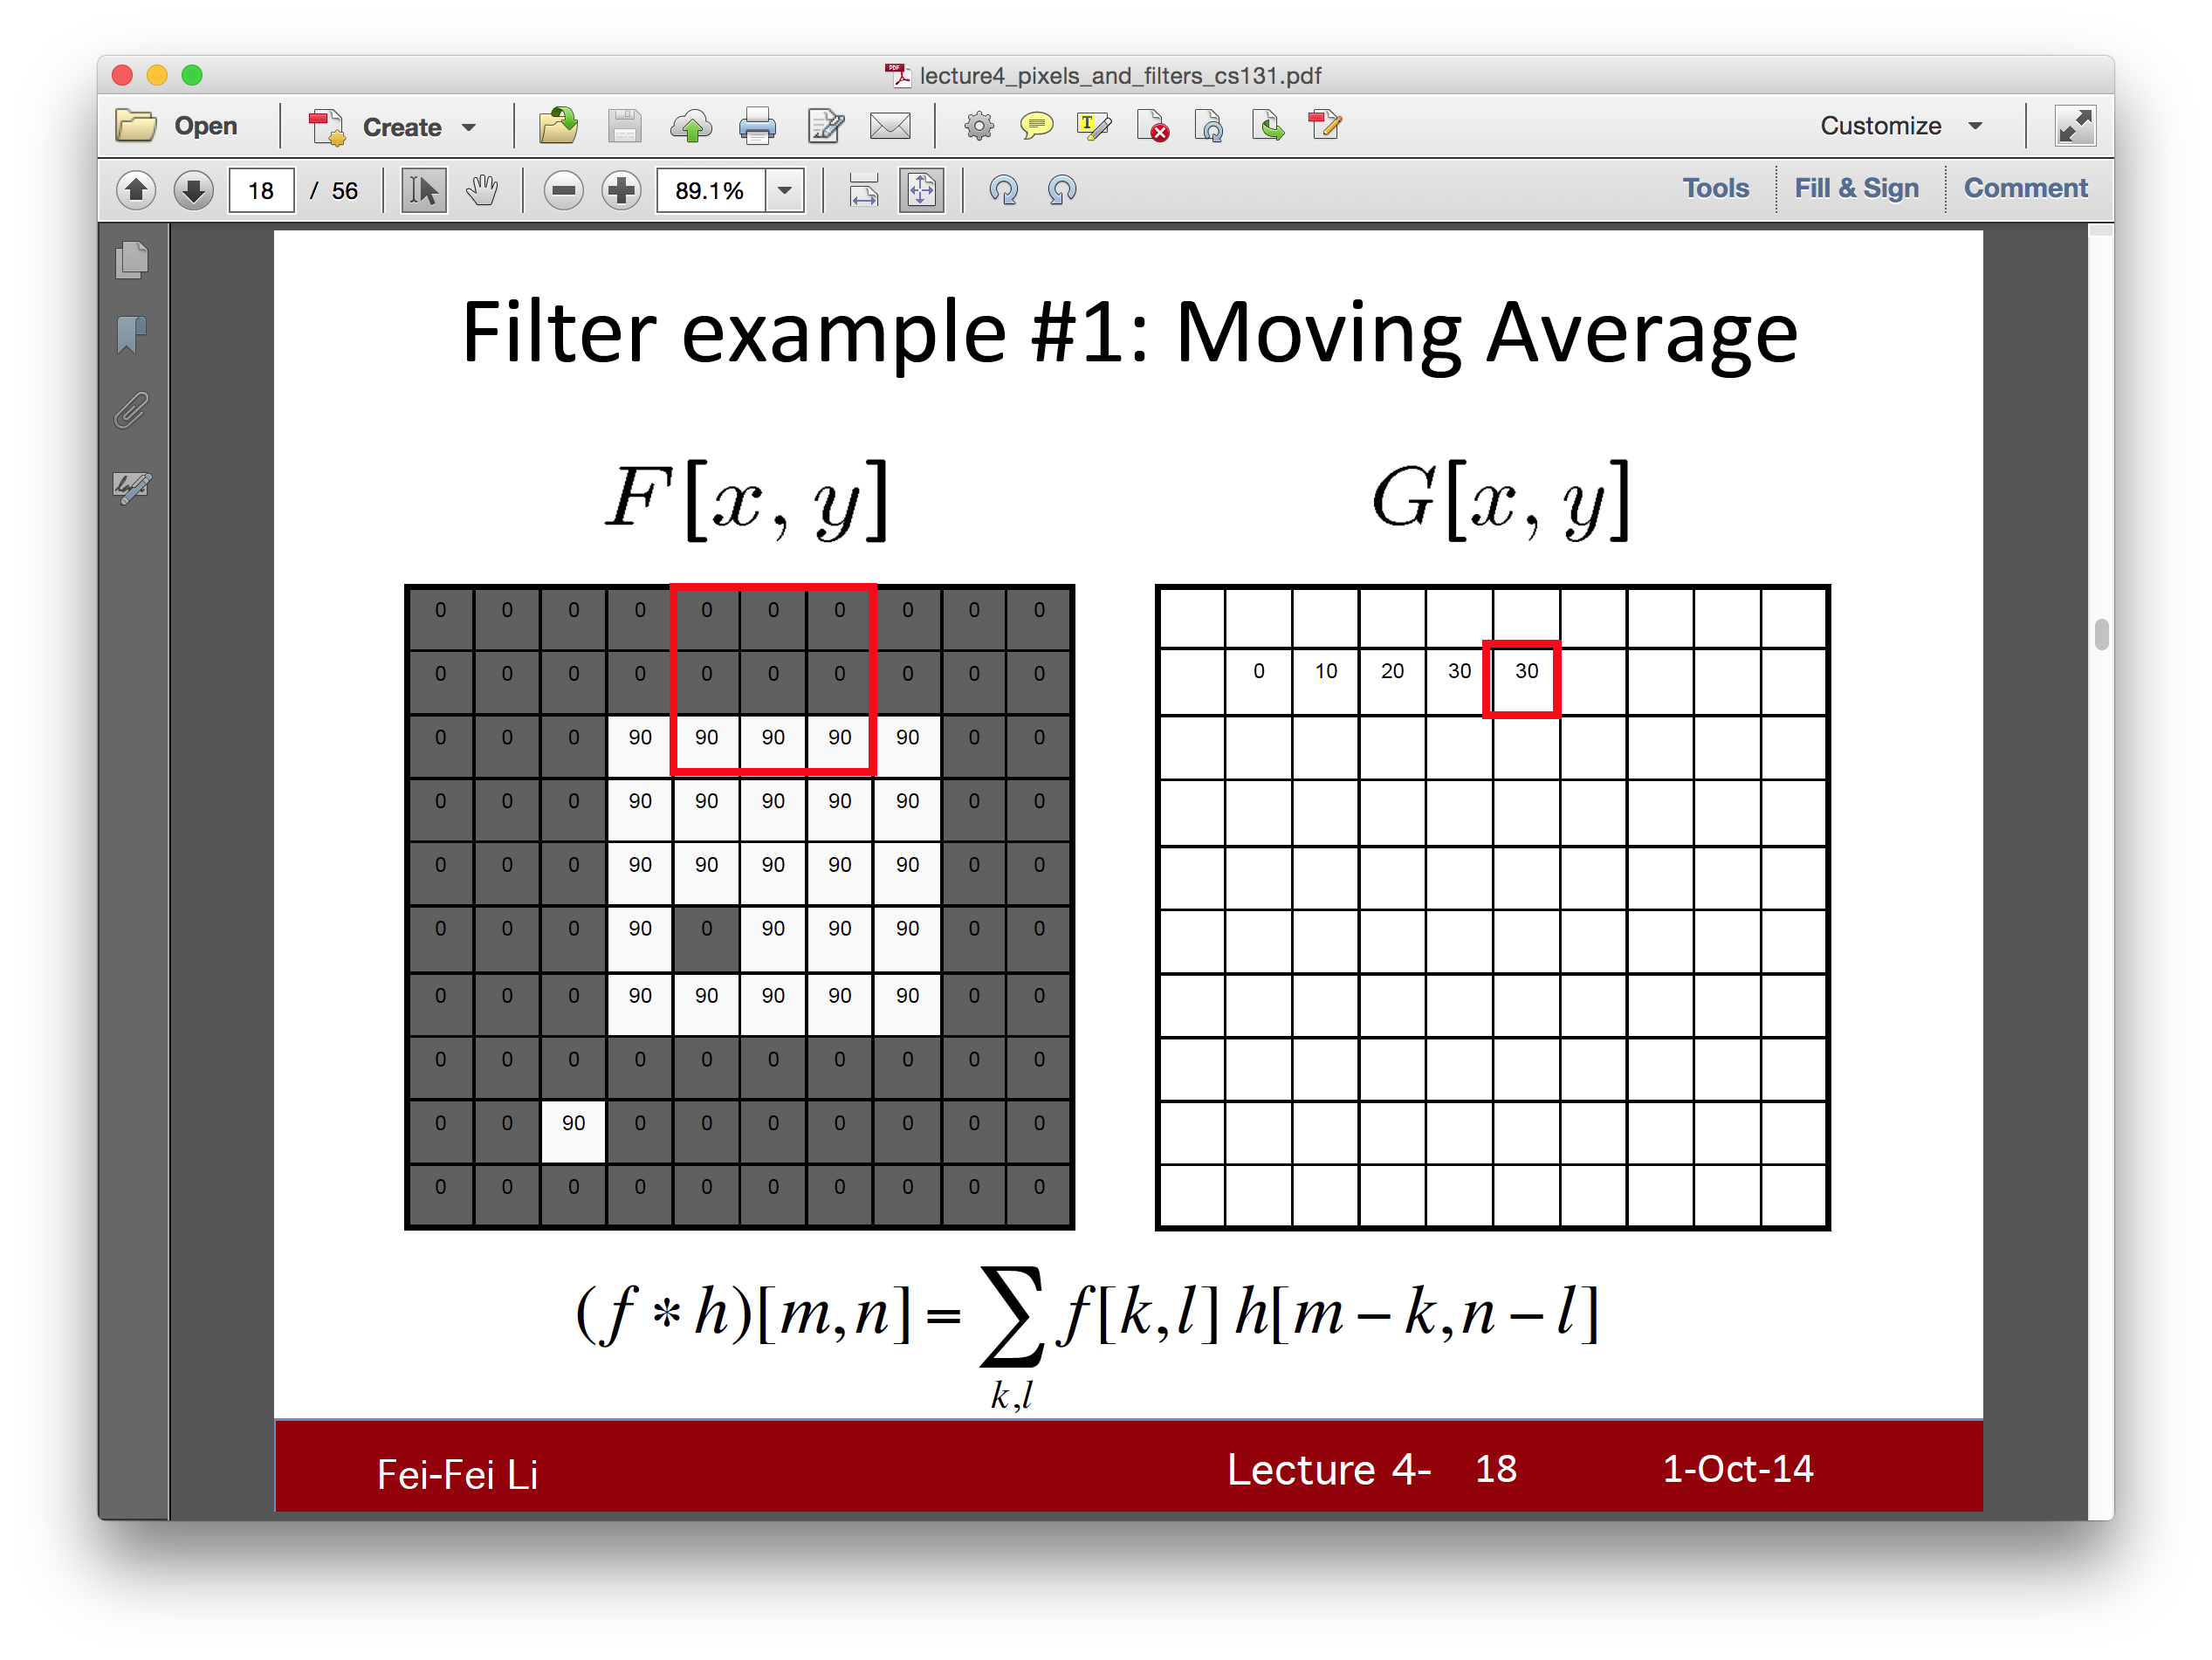 lecture4_pixels_and_filters_cs131.pdf
Open Create Customize
18 / 56 89.1% Tools Fill & Sign Comment
Filter example #1: Moving Average
F[x, y] G[x, y]
0 0 0 0 0 0 0 0 0 0
0 0 0 0 0 0 0 0 0 0
0 10 20 30 30
0 0 0 90 90 90 90 90 0 0
0 0 0 90 90 90 90 90 0 0
0 0 0 90 90 90 90 90 0 0
0 0 0 90 0 90 90 90 0 0
0 0 0 90 90 90 90 90 0 0
0 0 0 0 0 0 0 0 0 0
0 0 90 0 0 0 0 0 0 0
0 0 0 0 0 0 0 0 0 0
(f * h)[m,n] = ∑ f[k,l] h[m − k,n − l]
k,l
Fei-Fei Li Lecture 4- 18 1-Oct-14